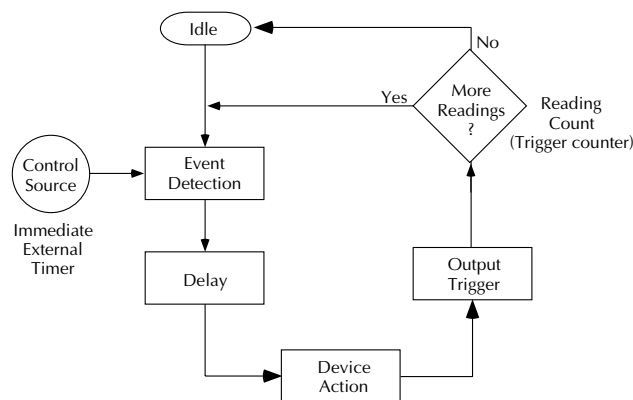 Idle
No
More
Readings
?
Yes
Reading
Count
(Trigger counter)
Control
Source
Event
Detection
Immediate
External
Timer
Delay
Output
Trigger
Device
Action